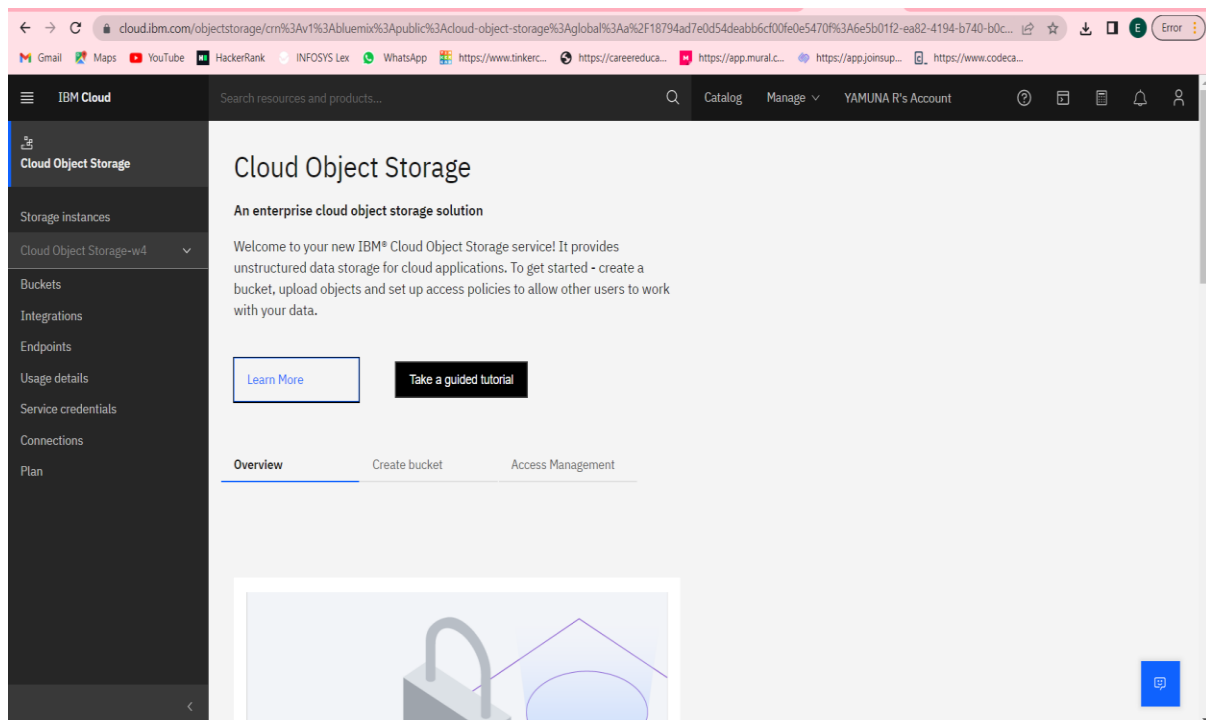 cloud.ibm.com/objectstorage/crn%3Av1%3Abluemix%3Apublic%3Acloud-object-storage%3Aglobal%3Aa%2F18794ad7e0d54deabb6cf00fe0e5470f%3A6e5b01f2-ea82-4194-b740-b0c... E Error
Gmail Maps YouTube HackerRank INFOSYS Lex WhatsApp https://www.tinkerc... https://careereduca... https://app.mural.c... https://app.joinsup... https://www.codeca...
IBM Cloud Search resources and products... Catalog Manage YAMUNA R's Account
Cloud Object Storage
Storage instances
Cloud Object Storage-w4
Buckets
Integrations
Endpoints
Usage details
Service credentials
Connections
Plan
Cloud Object Storage
An enterprise cloud object storage solution
Welcome to your new IBM® Cloud Object Storage service! It provides
unstructured data storage for cloud applications. To get started - create a
bucket, upload objects and set up access policies to allow other users to work
with your data.
Learn More Take a guided tutorial
Overview Create bucket Access Management